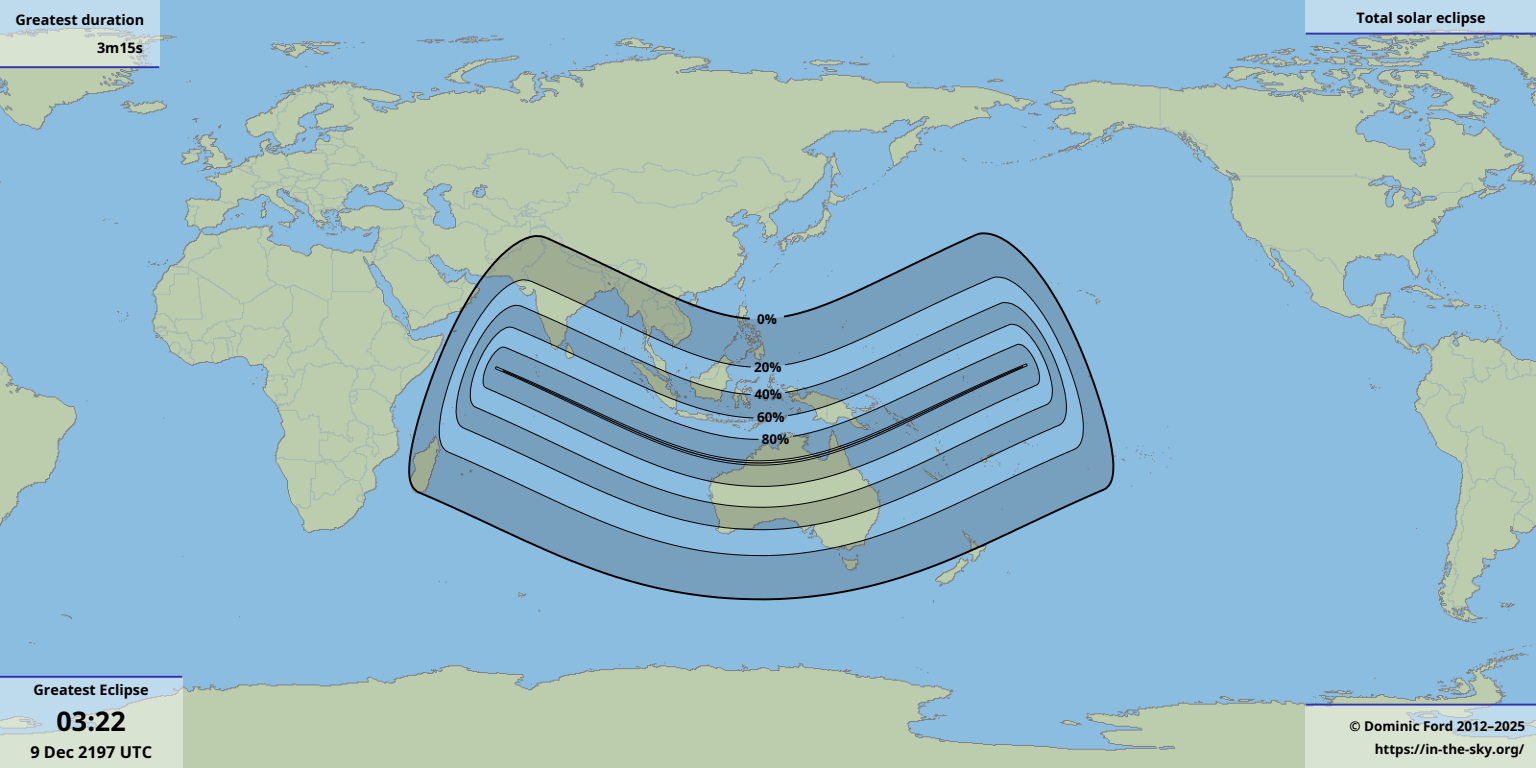 Greatest duration
3m15s
Total solar eclipse
0%
20%
40%
60%
80%
Greatest Eclipse
03:22
9 Dec 2197 UTC
© Dominic Ford 2012–2025
https://in-the-sky.org/